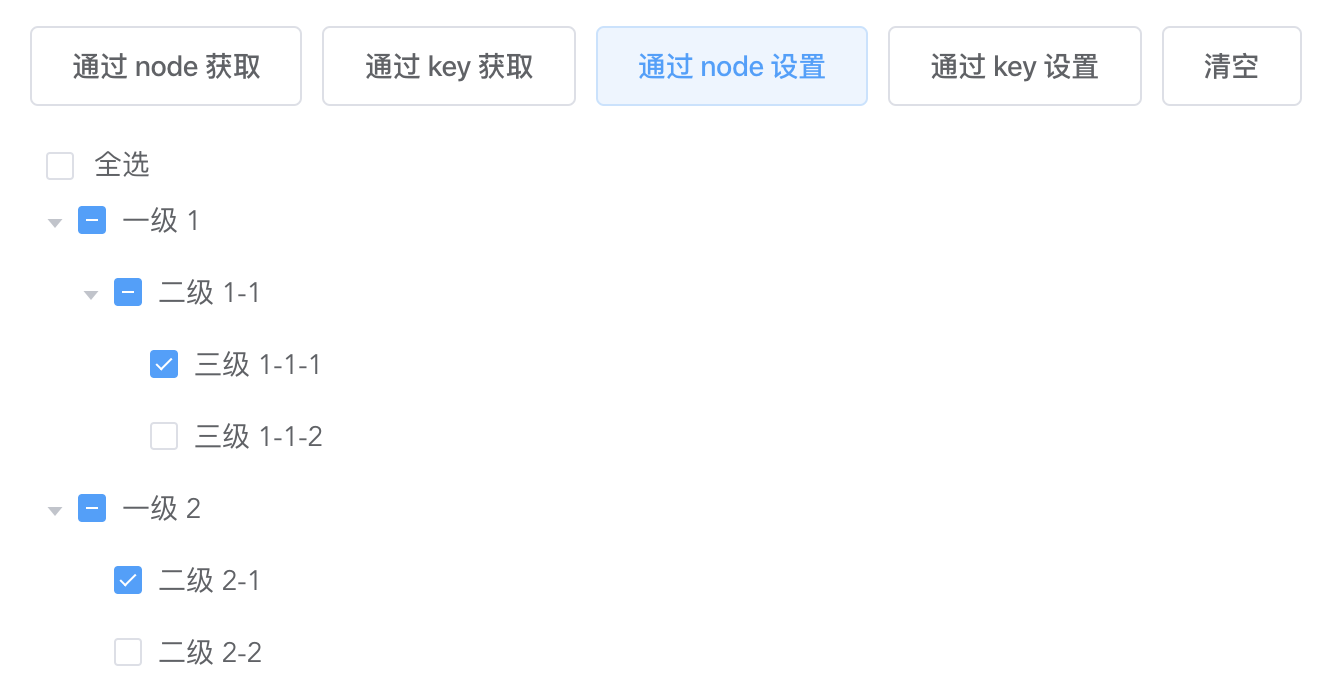 通过 node 获取 通过 key 获取 通过 node 设置 通过 key 设置 清空
全选
一级 1
二级 1-1
三级 1-1-1
三级 1-1-2
一级 2
二级 2-1
二级 2-2